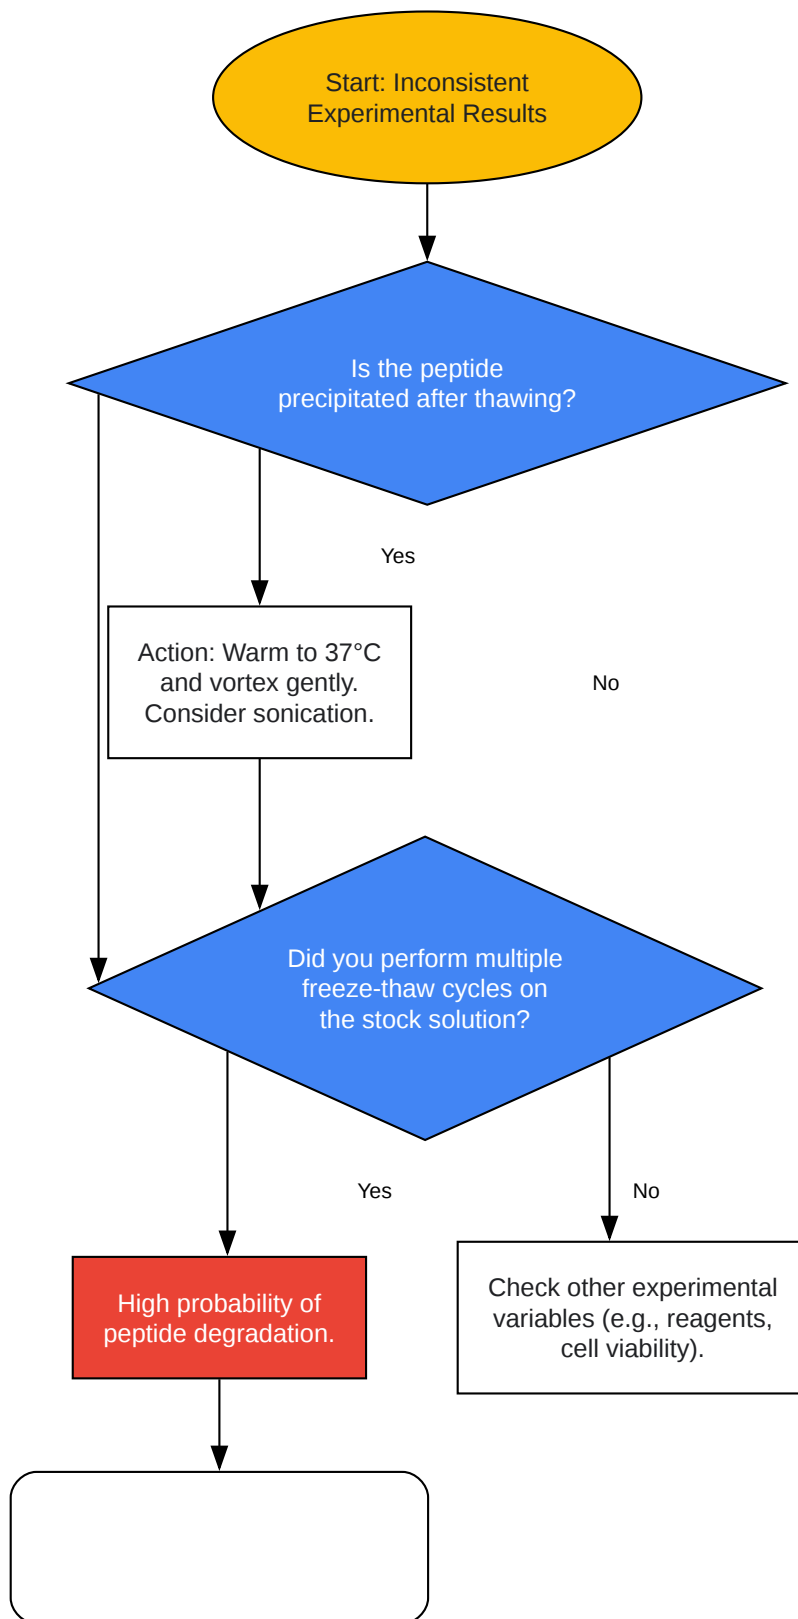 Start: Inconsistent
Experimental Results
Is the peptide
precipitated after thawing?
Yes
Action: Warm to 37°C
and vortex gently.
Consider sonication.
No
Did you perform multiple
freeze-thaw cycles on
the stock solution?
Yes
No
High probability of
peptide degradation.
Check other experimental
variables (e.g., reagents,
cell viability).